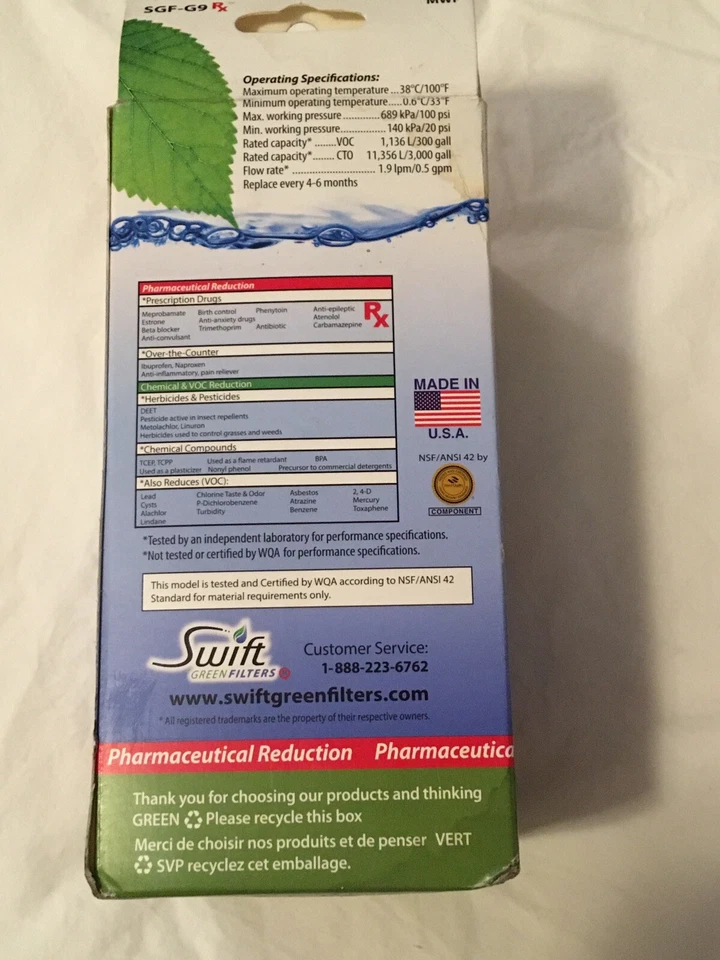 SGF-G9 Rx
MWF
Operating Specifications:
Maximum operating temperature...38°C/100°F
Minimum operating temperature.....0.6°C/33°F
Max. working pressure.............689 kPa/100 psi
Min. working pressure................140 kPa/20 psi
Rated capacity* .......VOC 1,136 L/300 gall
Rated capacity*....... CTO 11,356 L/3,000 gall
Flow rate* ............................. 1.9 lpm/0.5 gpm
Replace every 4-6 months
Pharmaceutical Reduction
*Prescription Drugs
Meprobamate Birth control Phenytoin Anti-epileptic
Estrone Anti-anxiety drugs Atenolol
Beta blocker Trimethoprim Antibiotic Carbamazepine
Anti-convulsant
Rx
*Over-the-Counter
Ibuprofen, Naproxen
Anti-inflammatory, pain reliever
Chemical & VOC Reduction
*Herbicides & Pesticides
DEET
Pesticide active in insect repellents
Metolachlor, Linuron
Herbicides used to control grasses and weeds
*Chemical Compounds
TCEP, TCPP Used as a flame retardant BPA
Used as a plasticizer Nonyl phenol Precursor to commercial detergents
*Also Reduces (VOC):
Lead Chlorine Taste & Odor Asbestos 2, 4-D
Cysts P-Dichlorobenzene Atrazine Mercury
Alachlor Turbidity Benzene Toxaphene
Lindane
MADE IN
U.S.A.
NSF/ANSI 42 by
COMPONENT
*Tested by an independent laboratory for performance specifications.
*Not tested or certified by WQA for performance specifications.
This model is tested and Certified by WQA according to NSF/ANSI 42
Standard for material requirements only.
Swift
GREEN FILTERS
Customer Service:
1-888-223-6762
www.swiftgreenfilters.com
* All registered trademarks are the property of their respective owners.
Pharmaceutical Reduction Pharmaceutica
Thank you for choosing our products and thinking
GREEN Please recycle this box
Merci de choisir nos produits et de penser VERT
SVP recyclez cet emballage.